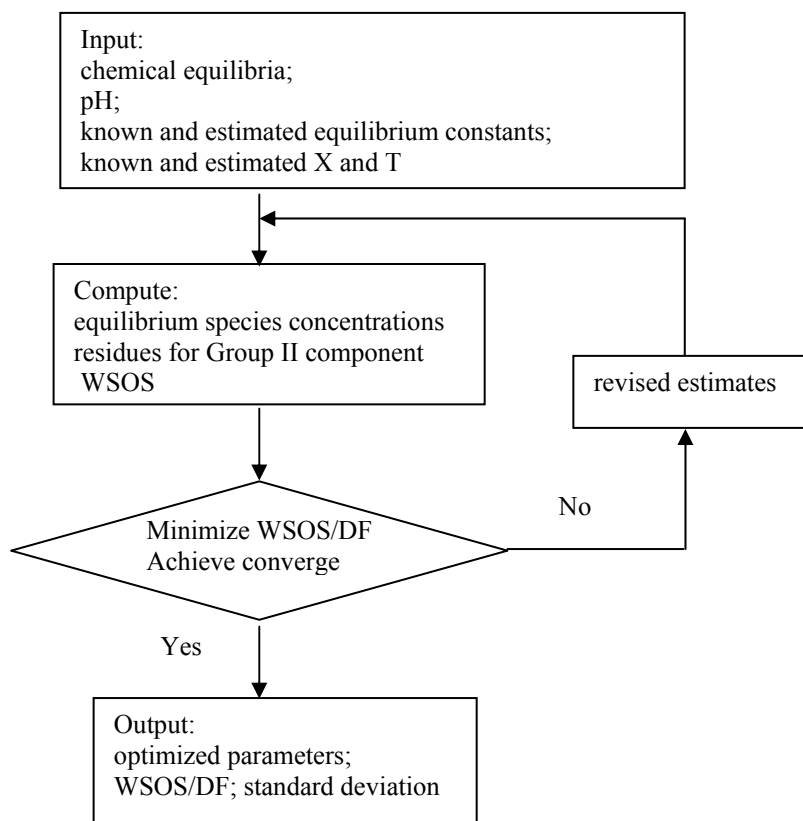 Input:
chemical equilibria;
pH;
known and estimated equilibrium constants;
known and estimated X and T
Compute:
equilibrium species concentrations
residues for Group II component
WSOS
revised estimates
Minimize WSOS/DF
Achieve converge
No
Yes
Output:
optimized parameters;
WSOS/DF; standard deviation